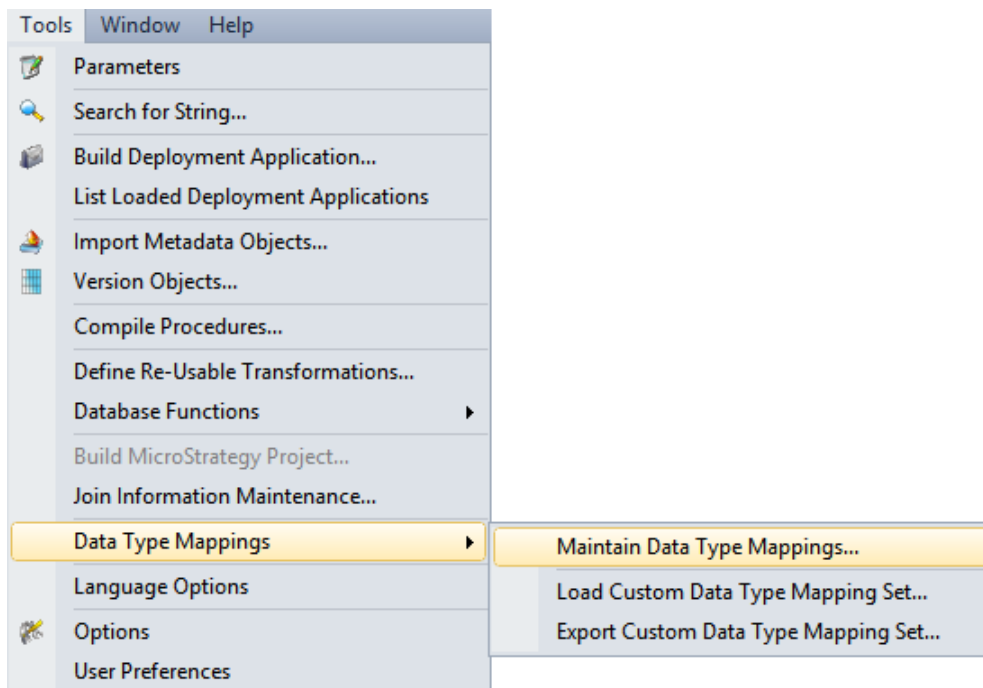 Tools Window Help
Parameters
Search for String...
Build Deployment Application...
List Loaded Deployment Applications
Import Metadata Objects...
Version Objects...
Compile Procedures...
Define Re-Usable Transformations...
Database Functions
Build MicroStrategy Project...
Join Information Maintenance...
Data Type Mappings
Maintain Data Type Mappings...
Load Custom Data Type Mapping Set...
Export Custom Data Type Mapping Set...
Language Options
Options
User Preferences